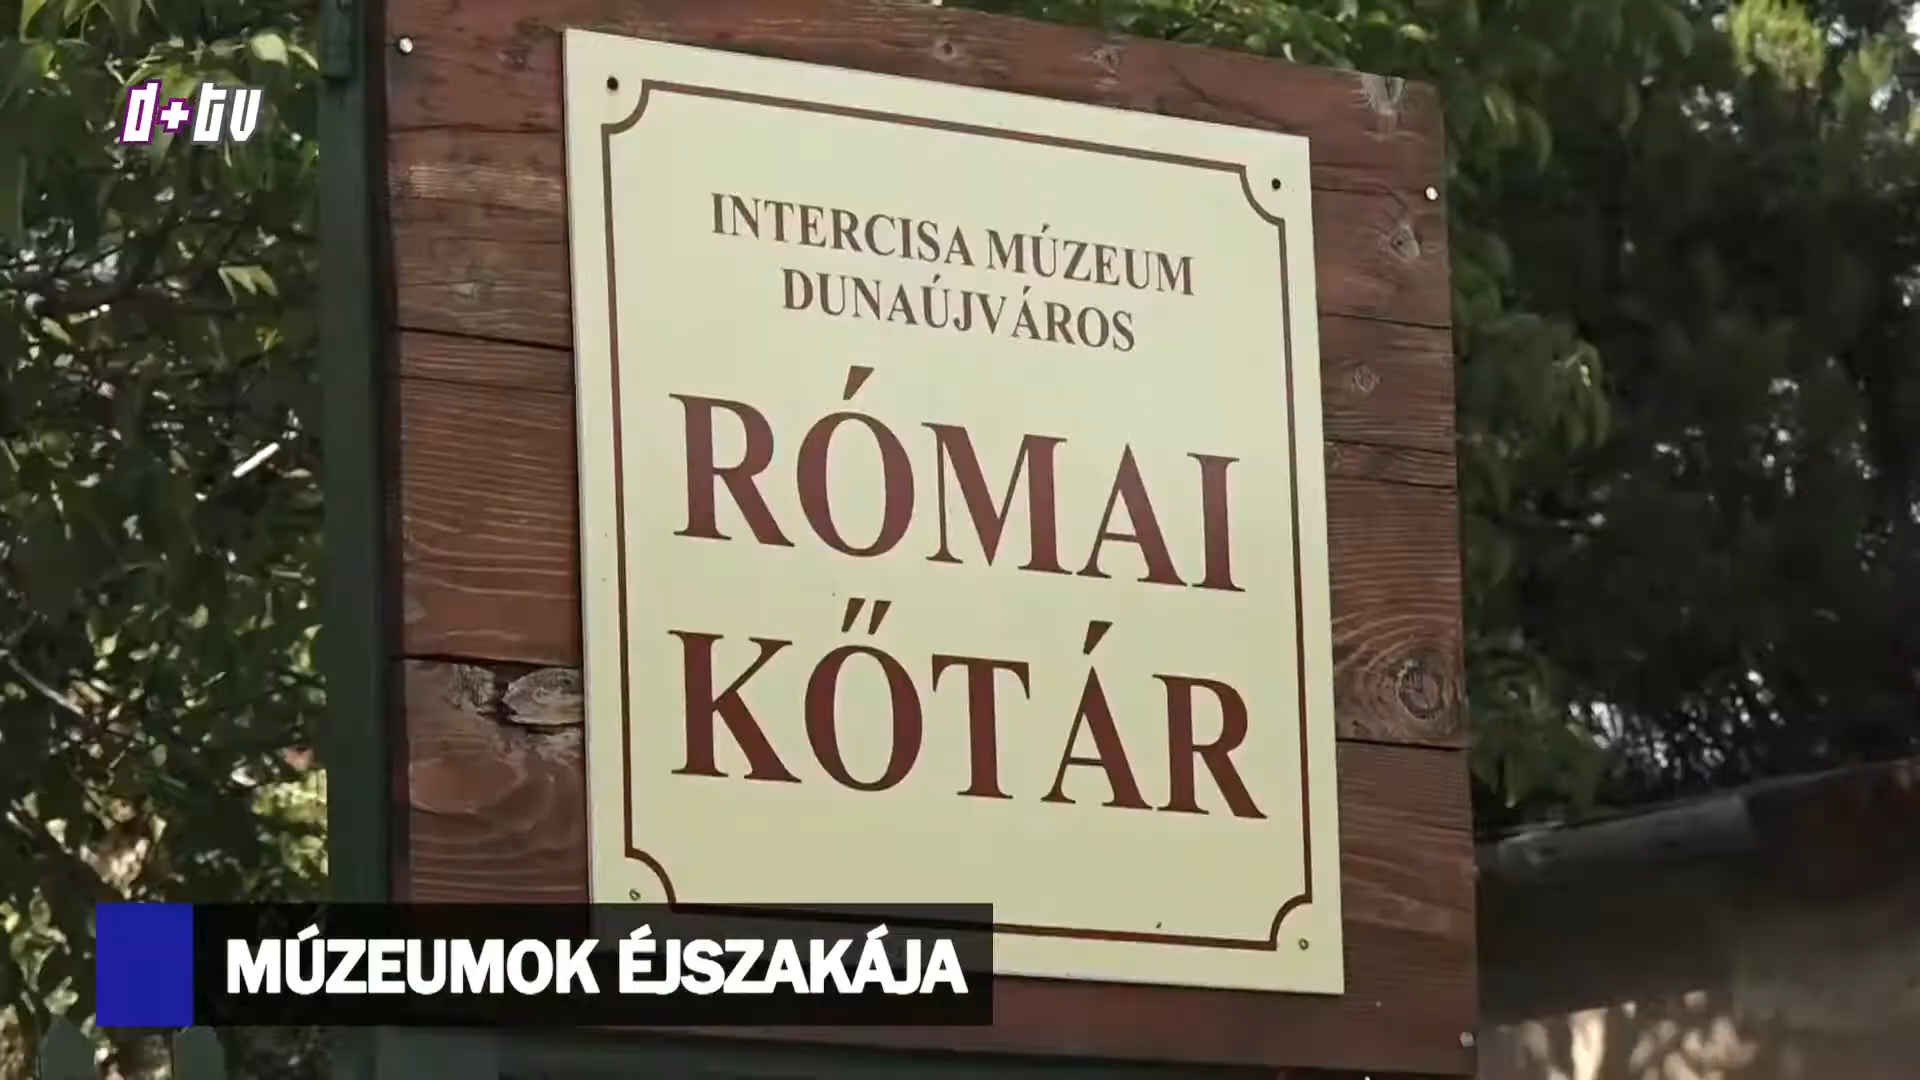 D+TV
INTERCISA MÚZEUM
DUNAÚJVÁROS
RÓMAI
KŐTÁR
MÚZEUMOK ÉJSZAKÁJA